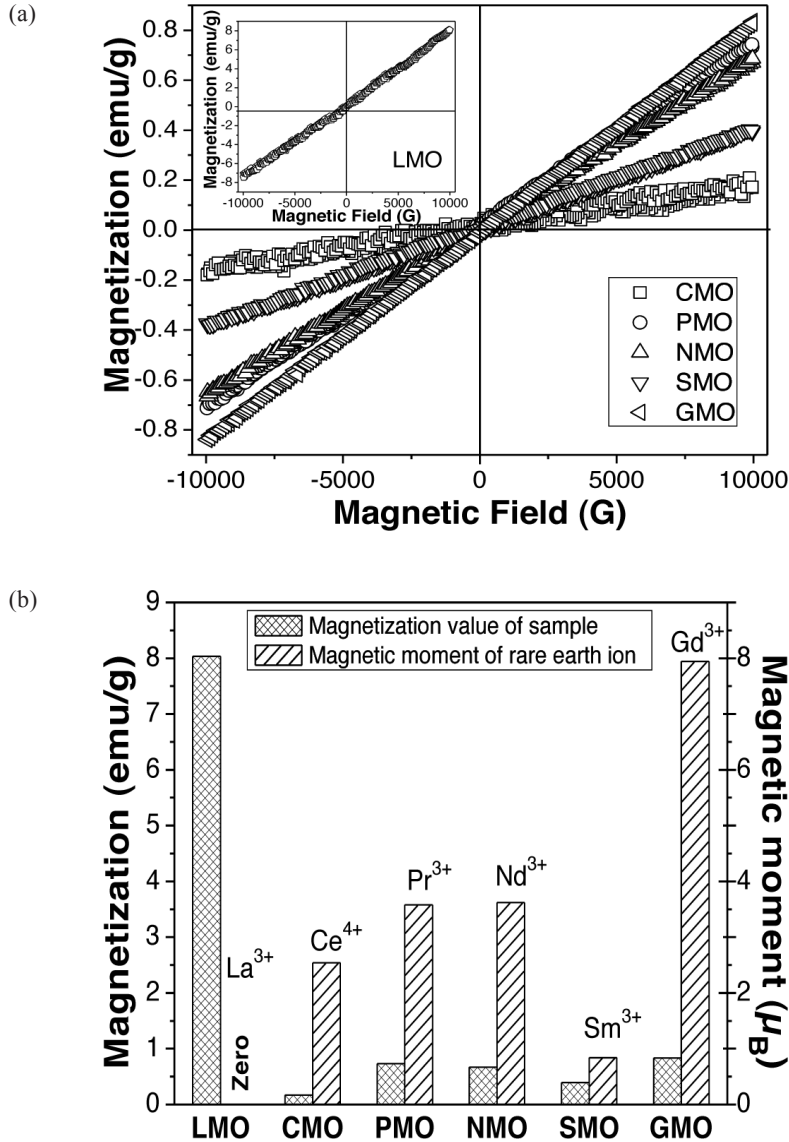 (a)
Magnetization (emu/g)
0.8
0.6
0.4
0.2
0.0
-0.2
-0.4
-0.6
-0.8
-10000 -5000 0 5000 10000
Magnetic Field (G)
Magnetization (emu/g)
8
6
4
2
0
-2
-4
-6
-8
-10000 -5000 0 5000 10000
Magnetic Field (G)
LMO
CMO
PMO
NMO
SMO
GMO
(b)
Magnetization (emu/g)
9
8
7
6
5
4
3
2
1
0
Magnetization value of sample
Magnetic moment of rare earth ion
La³⁺
Zero
Ce⁴⁺
Pr³⁺
Nd³⁺
Sm³⁺
Gd³⁺
LMO CMO PMO NMO SMO GMO
8
6
4
2
0
Magnetic moment (μ_B)